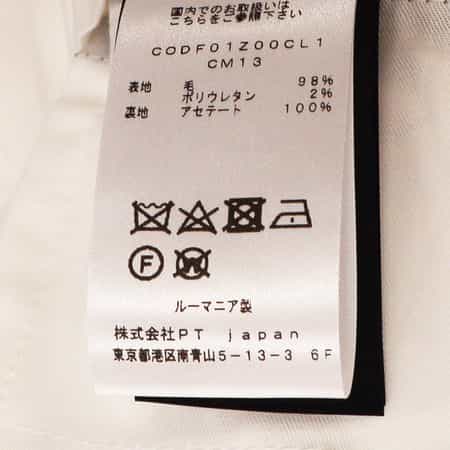 国内でのお取扱いは
こちらをご参照下さい
CODF01Z00CL1
CM13
表地 毛 98%
ポリウレタン 2%
裏地 アセテート 100%
F W
ルーマニア製
株式会社PT japan
東京都港区南青山5-13-3 6F